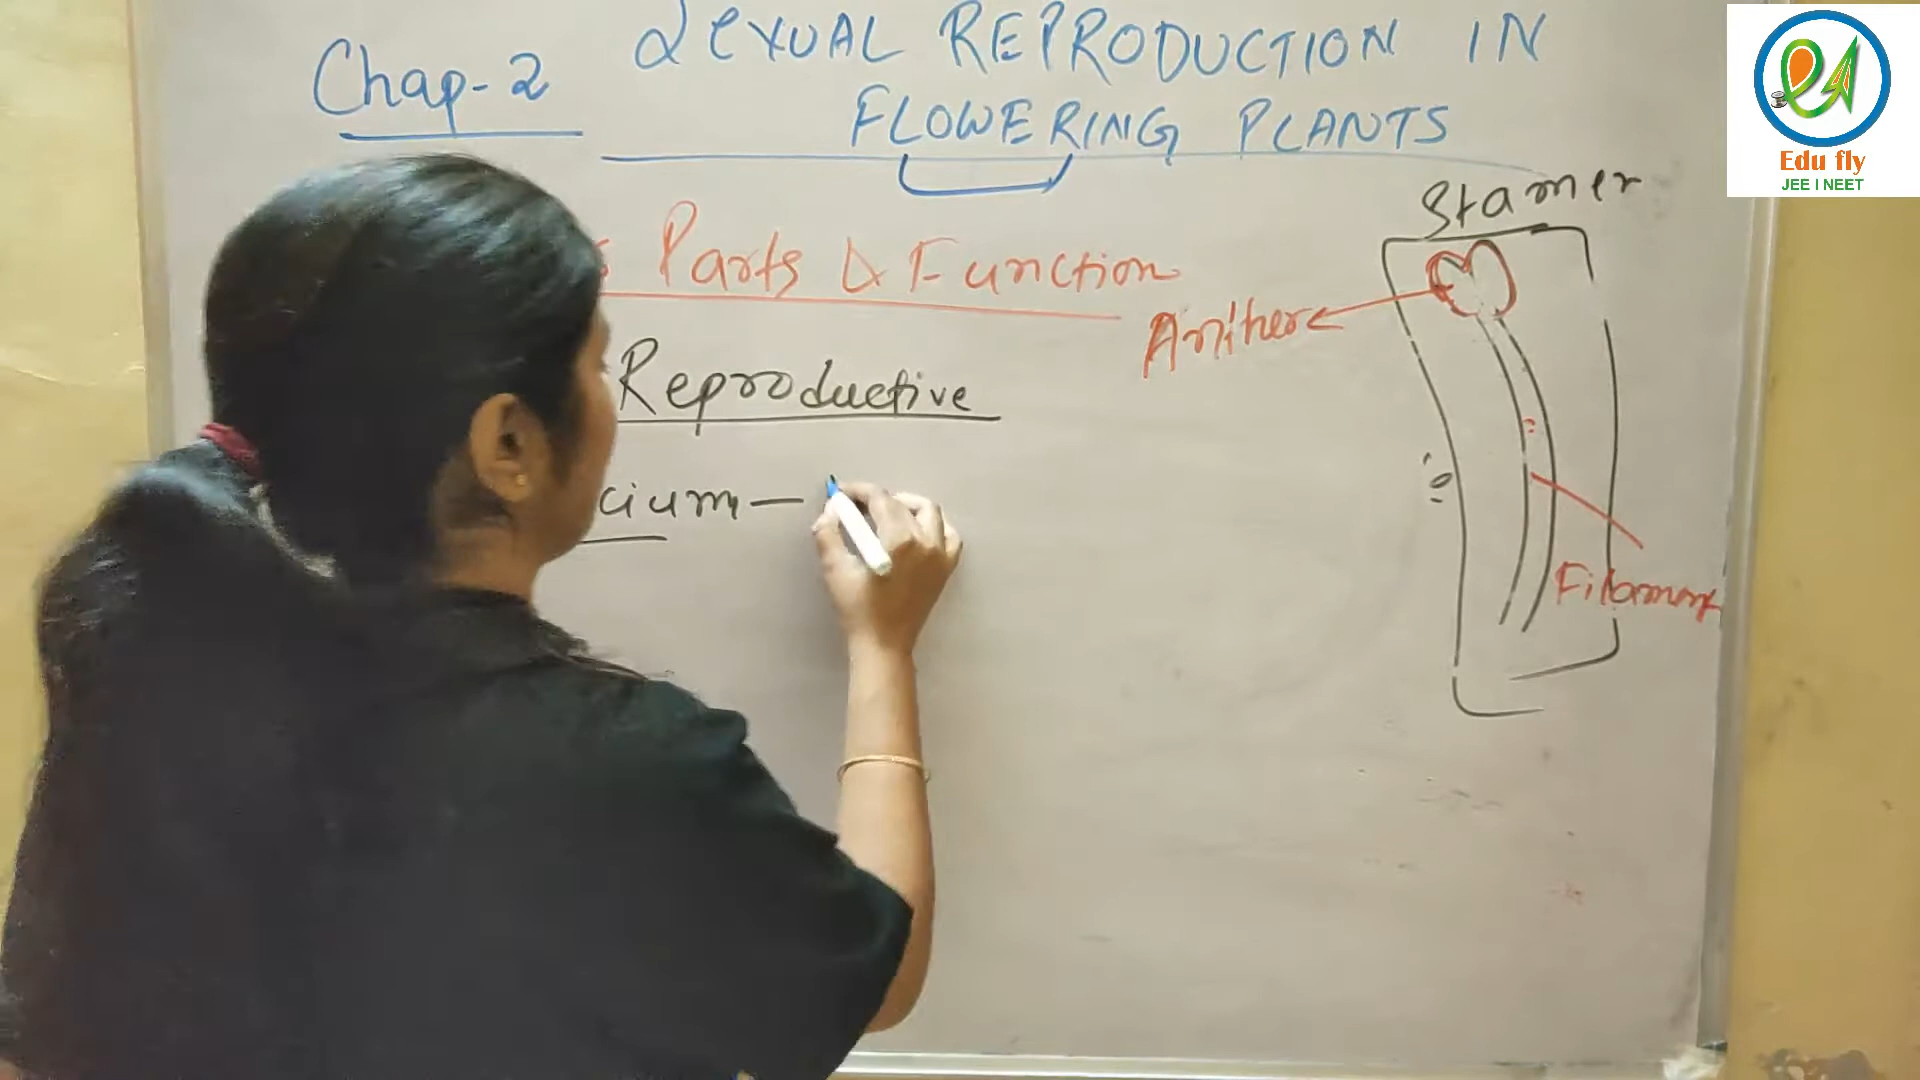 Chap-2
SEXUAL REPRODUCTION IN
FLOWERING PLANTS
Edu fly
JEE I NEET
Stamen
Parts & Function
Anther
Reproductive
cium —
Filament